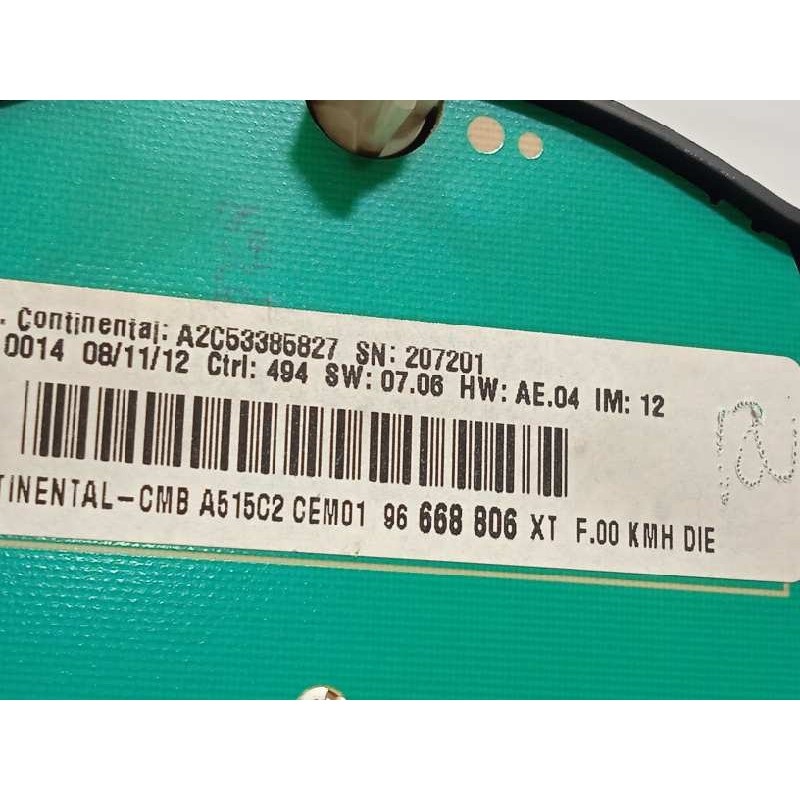 . Continental: A2C53385827 SN: 207201
0014 08/11/12 Ctrl: 494 SW: 07.06 HW: AE.04 IM: 12
TINENTAL-CMB A515C2 CEM01 96 668 806 XT F.00 KMH DIE